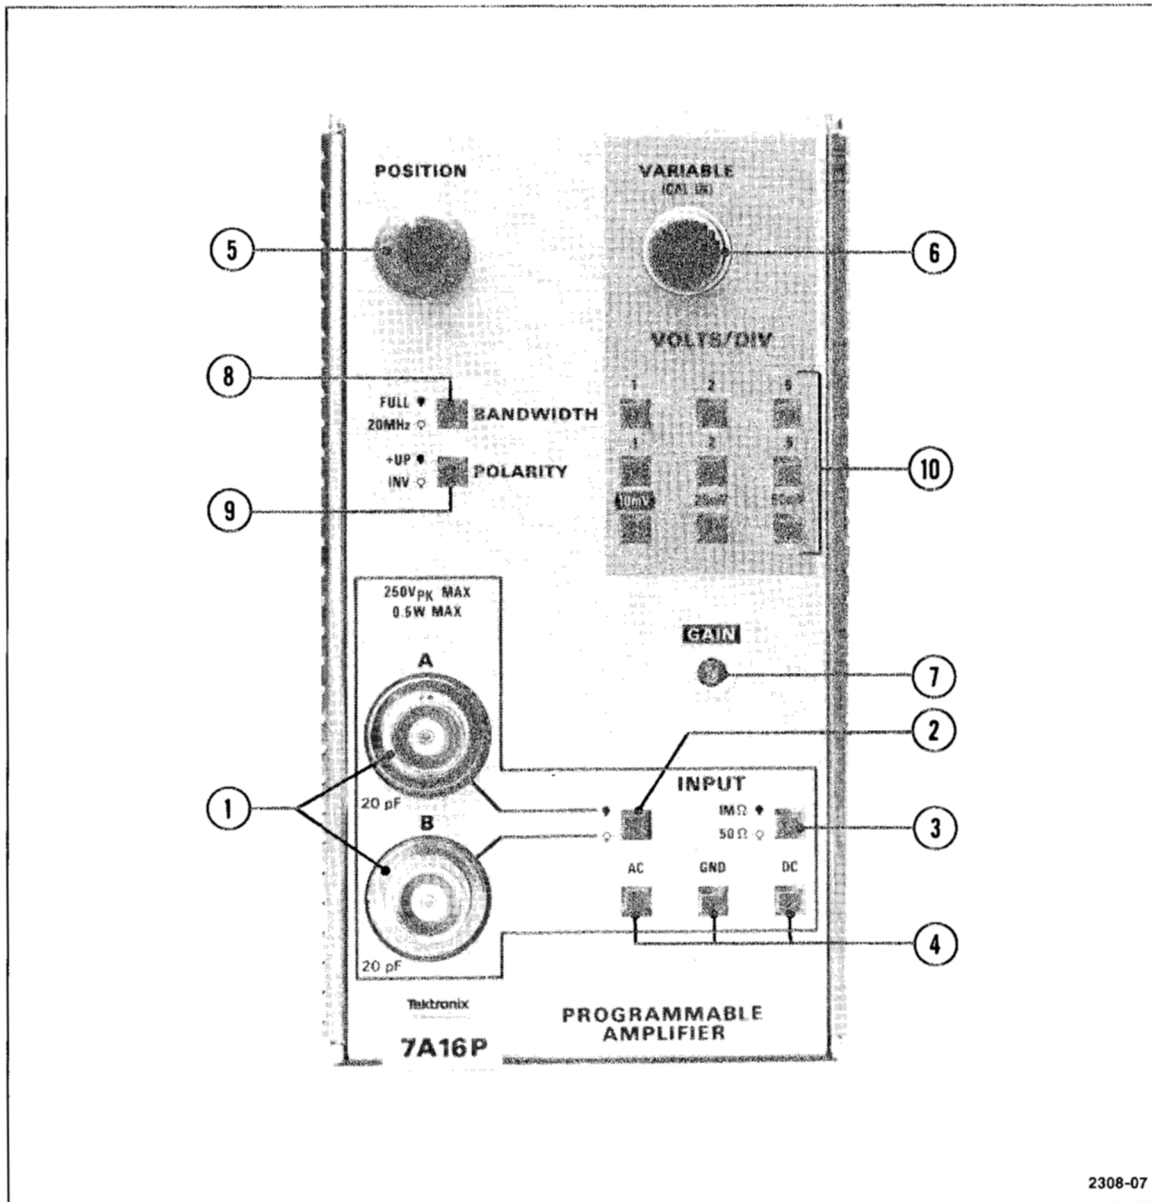 POSITION
VARIABLE
(CAL IN)
5
6
VOLTS/DIV
8
1 2 5
FULL
BANDWIDTH
20MHz
.1 .2 .5
+UP
POLARITY
INV
10
10mV 20mV 50mV
9
250VPK MAX
0.5W MAX
GAIN
A
7
2
INPUT
1
20 pF
1MΩ
50Ω
3
B
AC GND DC
4
20 pF
Tektronix
PROGRAMMABLE
AMPLIFIER
7A16P
2308-07